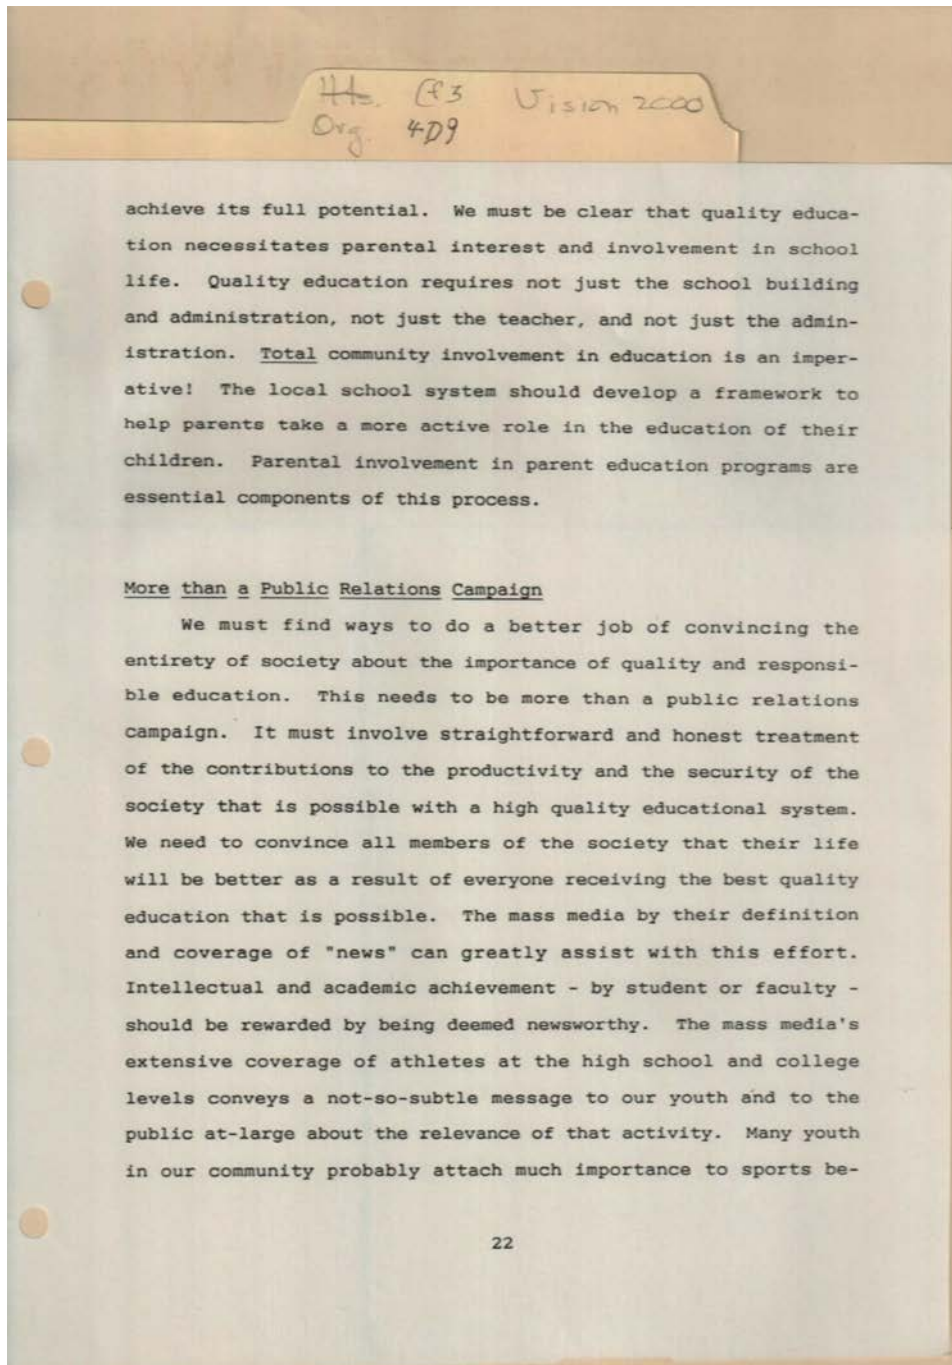 Hts. Cf3 Vision 2000
Org. 4D9
achieve its full potential. We must be clear that quality educa-
tion necessitates parental interest and involvement in school
life. Quality education requires not just the school building
and administration, not just the teacher, and not just the admin-
istration. Total community involvement in education is an imper-
ative! The local school system should develop a framework to
help parents take a more active role in the education of their
children. Parental involvement in parent education programs are
essential components of this process.
More than a Public Relations Campaign
We must find ways to do a better job of convincing the
entirety of society about the importance of quality and responsi-
ble education. This needs to be more than a public relations
campaign. It must involve straightforward and honest treatment
of the contributions to the productivity and the security of the
society that is possible with a high quality educational system.
We need to convince all members of the society that their life
will be better as a result of everyone receiving the best quality
education that is possible. The mass media by their definition
and coverage of "news" can greatly assist with this effort.
Intellectual and academic achievement - by student or faculty -
should be rewarded by being deemed newsworthy. The mass media's
extensive coverage of athletes at the high school and college
levels conveys a not-so-subtle message to our youth and to the
public at-large about the relevance of that activity. Many youth
in our community probably attach much importance to sports be-
22